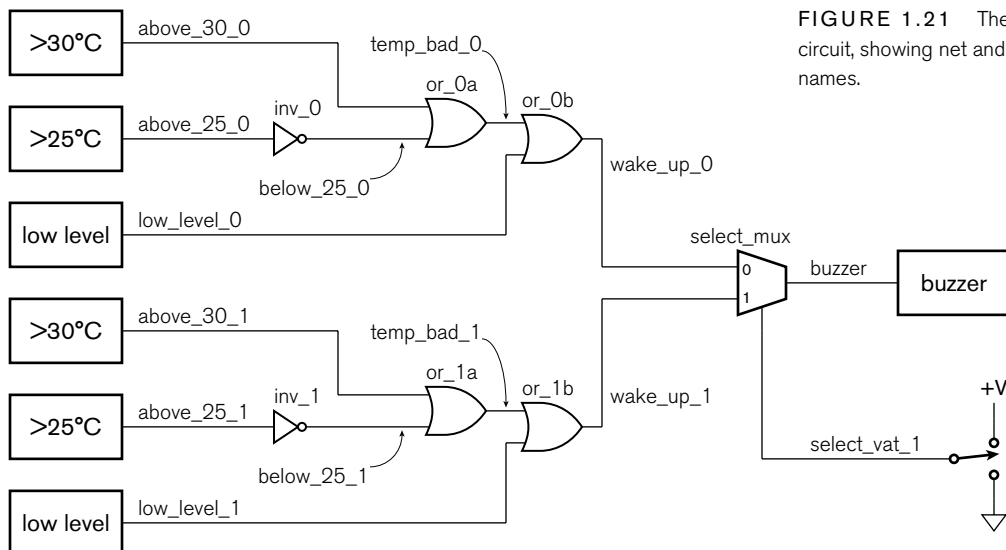 FIGURE 1.21 The
circuit, showing net and
names.
>30°C
above_30_0
temp_bad_0
or_0a
or_0b
inv_0
>25°C
above_25_0
below_25_0
wake_up_0
low level
low_level_0
select_mux
0
1
buzzer
buzzer
>30°C
above_30_1
temp_bad_1
or_1a
or_1b
inv_1
>25°C
above_25_1
below_25_1
wake_up_1
+V
select_vat_1
low level
low_level_1